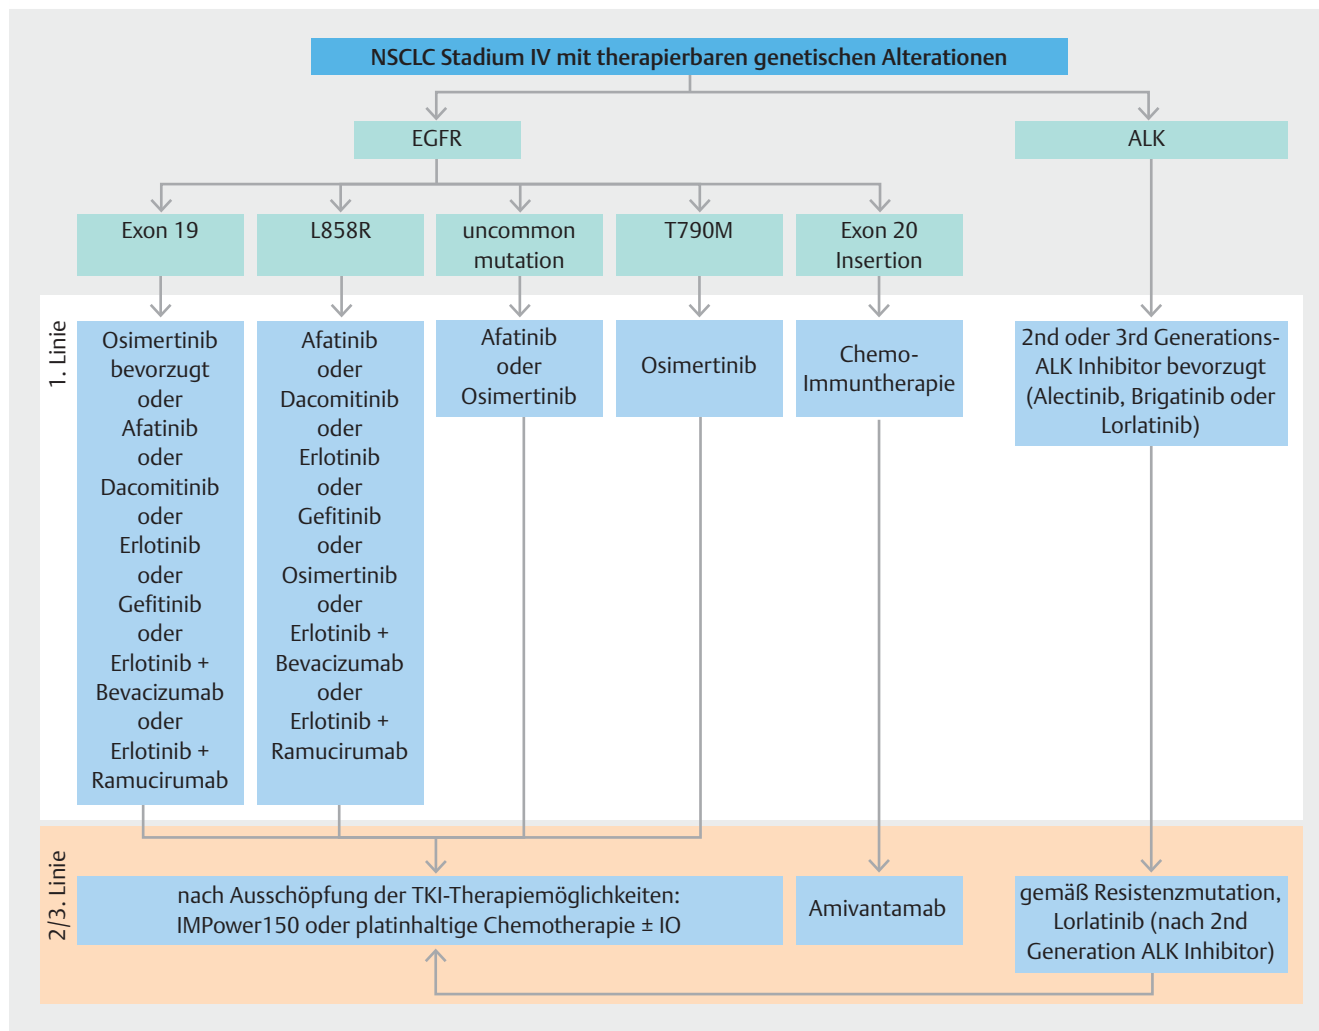 NSCLC Stadium IV mit therapierbaren genetischen Alterationen
EGFR
ALK
Exon 19
L858R
uncommon
mutation
T790M
Exon 20
Insertion
1. Linie
Osimertinib
bevorzugt
oder
Afatinib
oder
Dacomitinib
oder
Erlotinib
oder
Gefitinib
oder
Erlotinib +
Bevacizumab
oder
Erlotinib +
Ramucirumab
Afatinib
oder
Dacomitinib
oder
Erlotinib
oder
Gefitinib
oder
Osimertinib
oder
Erlotinib +
Bevacizumab
oder
Erlotinib +
Ramucirumab
Afatinib
oder
Osimertinib
Osimertinib
Chemo-
Immuntherapie
2nd oder 3rd Generations-
ALK Inhibitor bevorzugt
(Alectinib, Brigatinib oder
Lorlatinib)
2/3. Linie
nach Ausschöpfung der TKI-Therapiemöglichkeiten:
IMPower150 oder platinhaltige Chemotherapie ± IO
Amivantamab
gemäß Resistenzmutation,
Lorlatinib (nach 2nd
Generation ALK Inhibitor)